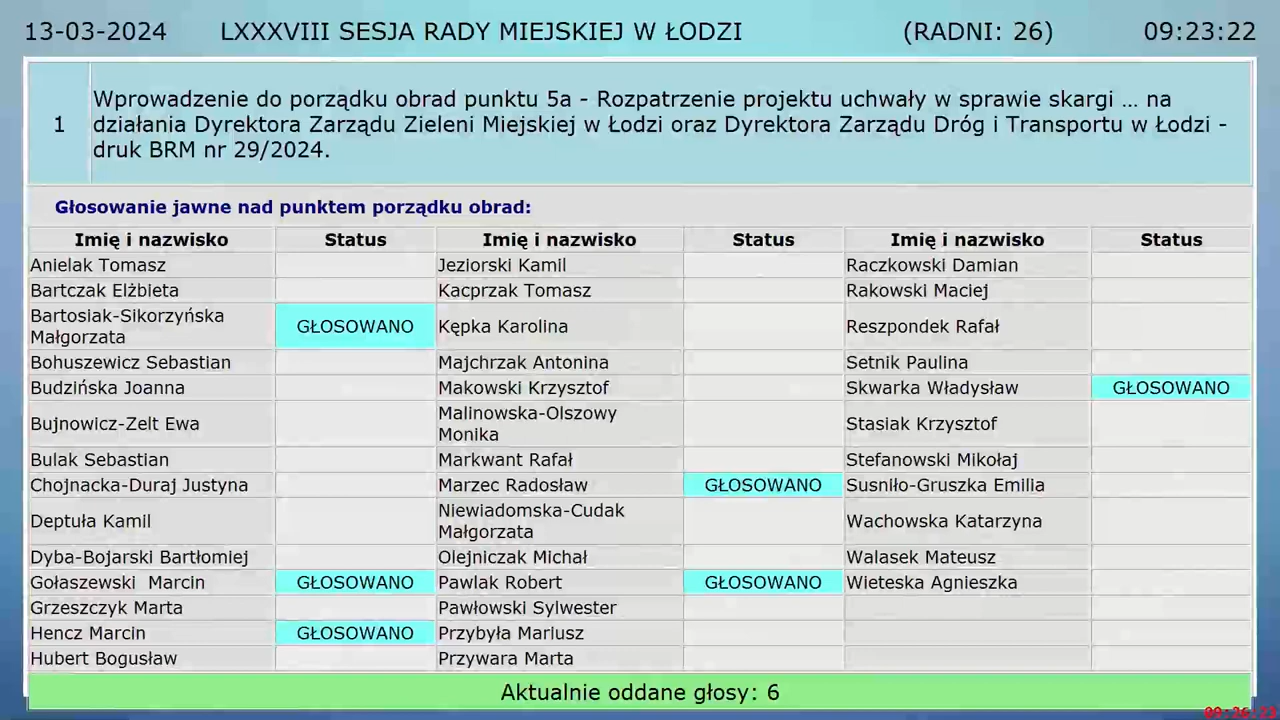 13-03-2024 LXXXVIII SESJA RADY MIEJSKIEJ W ŁODZI (RADNI: 26) 09:23:22
Wprowadzenie do porządku obrad punktu 5a - Rozpatrzenie projektu uchwały w sprawie skargi ... na
1 działania Dyrektora Zarządu Zieleni Miejskiej w Łodzi oraz Dyrektora Zarządu Dróg i Transportu w Łodzi -
druk BRM nr 29/2024.
Głosowanie jawne nad punktem porządku obrad:
Imię i nazwisko Status Imię i nazwisko Status Imię i nazwisko Status
Anielak Tomasz Jeziorski Kamil Raczkowski Damian
Bartczak Elżbieta Kacprzak Tomasz Rakowski Maciej
Bartosiak-Sikorzyńska
Małgorzata GŁOSOWANO Kępka Karolina Reszpondek Rafał
Bohuszewicz Sebastian Majchrzak Antonina Setnik Paulina
Budzińska Joanna Makowski Krzysztof Skwarka Władysław GŁOSOWANO
Bujnowicz-Zelt Ewa Malinowska-Olszowy
Monika Stasiak Krzysztof
Bulak Sebastian Markwant Rafał Stefanowski Mikołaj
Chojnacka-Duraj Justyna Marzec Radosław GŁOSOWANO Susniło-Gruszka Emilia
Deptuła Kamil Niewiadomska-Cudak
Małgorzata Wachowska Katarzyna
Dyba-Bojarski Bartłomiej Olejniczak Michał Walasek Mateusz
Gołaszewski Marcin GŁOSOWANO Pawlak Robert GŁOSOWANO Wieteska Agnieszka
Grzeszczyk Marta Pawłowski Sylwester
Hencz Marcin GŁOSOWANO Przybyła Mariusz
Hubert Bogusław Przywara Marta
Aktualnie oddane głosy: 6